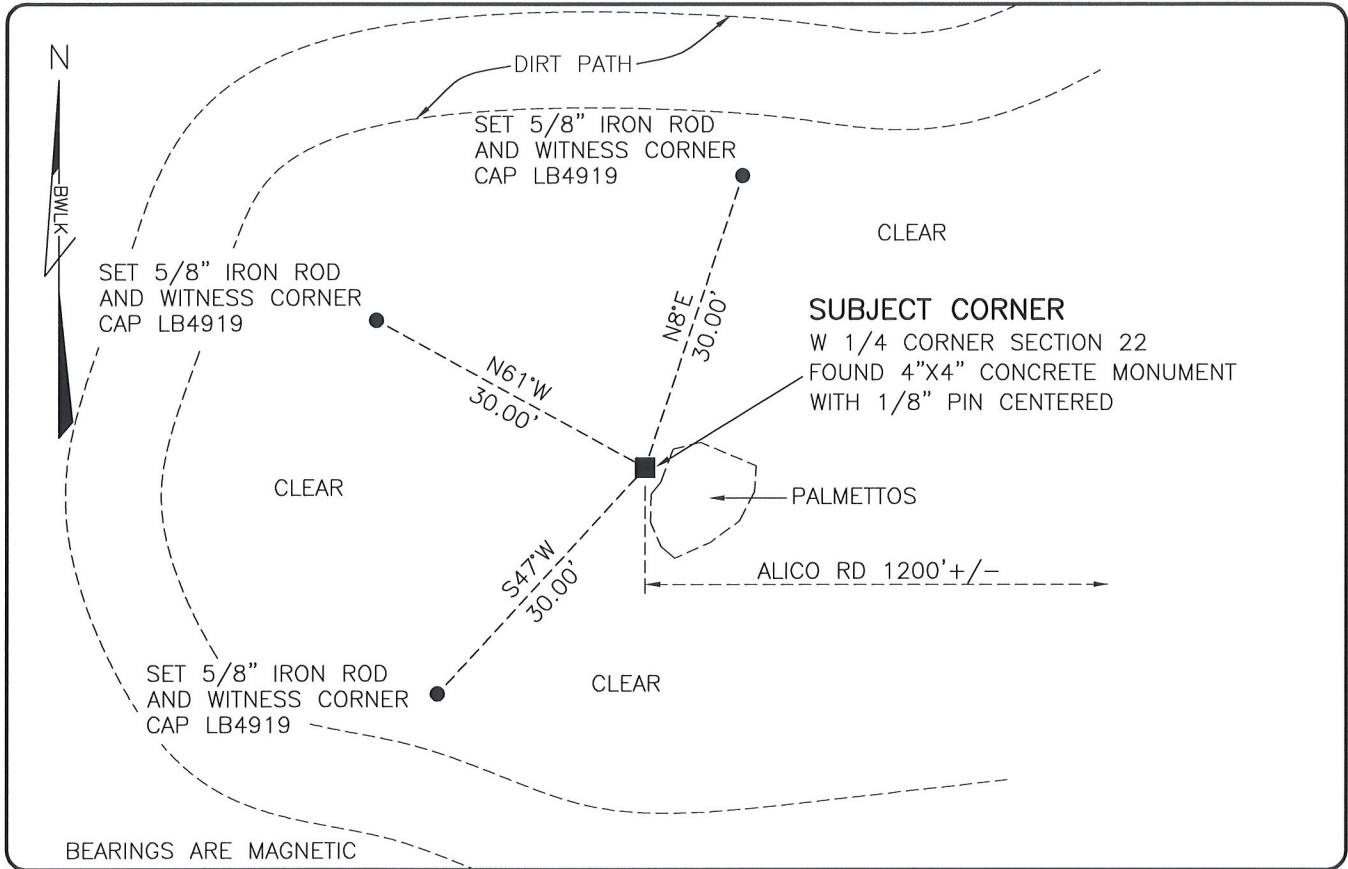 N
BWLK
DIRT PATH
SET 5/8" IRON ROD
AND WITNESS CORNER
CAP LB4919
CLEAR
SET 5/8" IRON ROD
AND WITNESS CORNER
CAP LB4919
N8°E
30.00'
SUBJECT CORNER
W 1/4 CORNER SECTION 22
FOUND 4"X4" CONCRETE MONUMENT
WITH 1/8" PIN CENTERED
N61°W
30.00'
CLEAR
PALMETTOS
S47°W
30.00'
ALICO RD 1200'+/-
SET 5/8" IRON ROD
AND WITNESS CORNER
CAP LB4919
CLEAR
BEARINGS ARE MAGNETIC